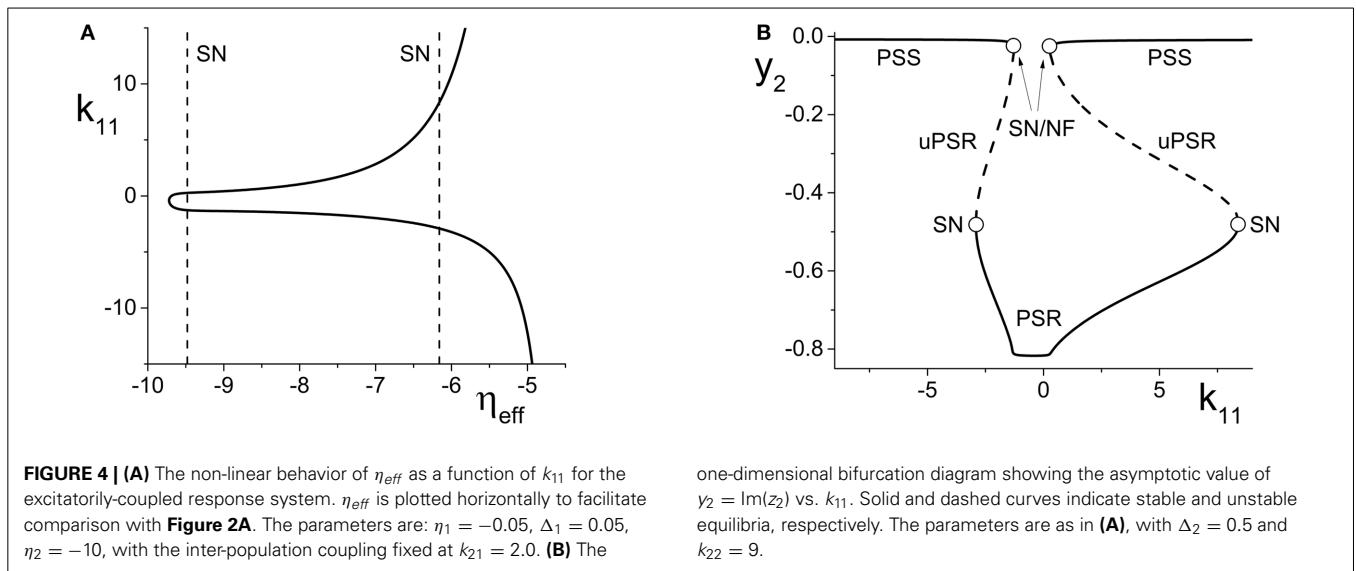 A
SN
SN
10
k₁₁
0
-10
-10
-9
-8
-7
-6
-5
η_eff
B
0.0
y₂
PSS
PSS
-0.2
SN/NF
uPSR
uPSR
-0.4
SN
SN
-0.6
PSR
-0.8
-5
0
5
k₁₁
FIGURE 4 | (A) The non-linear behavior of η_eff as a function of k₁₁ for the
excitatorily-coupled response system. η_eff is plotted horizontally to facilitate
comparison with Figure 2A. The parameters are: η₁ = −0.05, Δ₁ = 0.05,
η₂ = −10, with the inter-population coupling fixed at k₂₁ = 2.0. (B) The
one-dimensional bifurcation diagram showing the asymptotic value of
y₂ = Im(z₂) vs. k₁₁. Solid and dashed curves indicate stable and unstable
equilibria, respectively. The parameters are as in (A), with Δ₂ = 0.5 and
k₂₂ = 9.